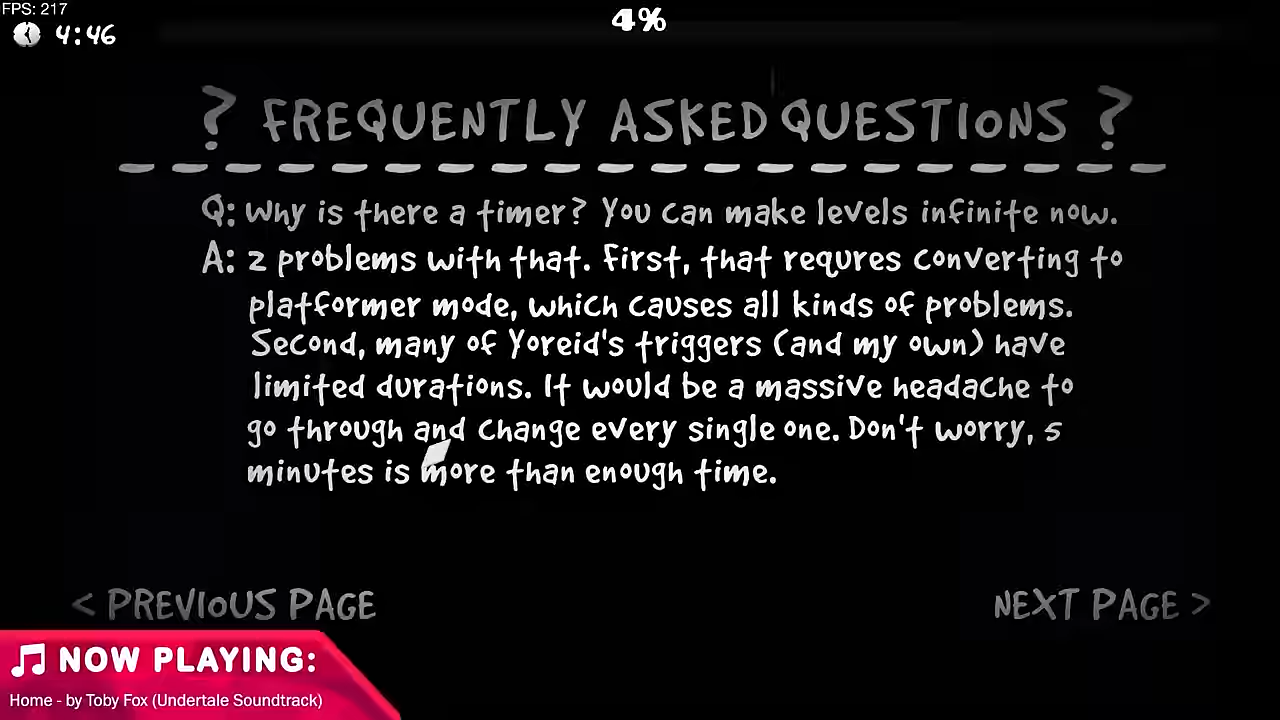 FPS: 217
4:46
4%
? FREQUENTLY ASKED QUESTIONS ?
Q: Why is there a timer? You can make levels infinite now.
A: 2 problems with that. First, that requres converting to
platformer mode, which causes all kinds of problems.
Second, many of Yoreid's triggers (and my own) have
limited durations. It would be a massive headache to
go through and change every single one. Don't worry, 5
minutes is more than enough time.
< PREVIOUS PAGE
NEXT PAGE >
NOW PLAYING:
Home - by Toby Fox (Undertale Soundtrack)